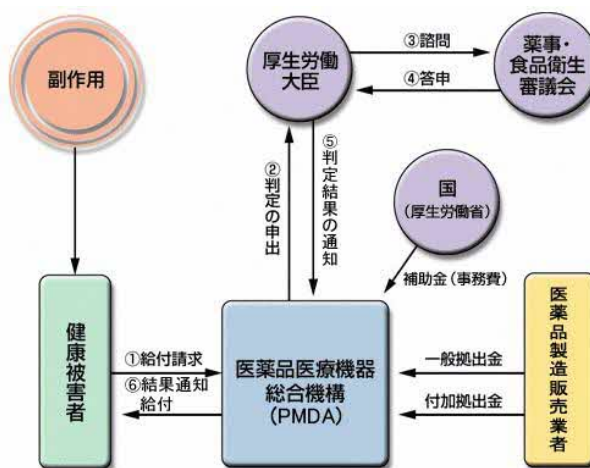 副作用
厚生労働
大臣
③諮問
④答申
薬事・
食品衛生
審議会
②判定の申出
⑤判定結果の通知
国
(厚生労働省)
補助金(事務費)
健康被害者
①給付請求
⑥結果通知
給付
医薬品医療機器
総合機構
(PMDA)
一般拠出金
付加拠出金
医薬品製造販売業者